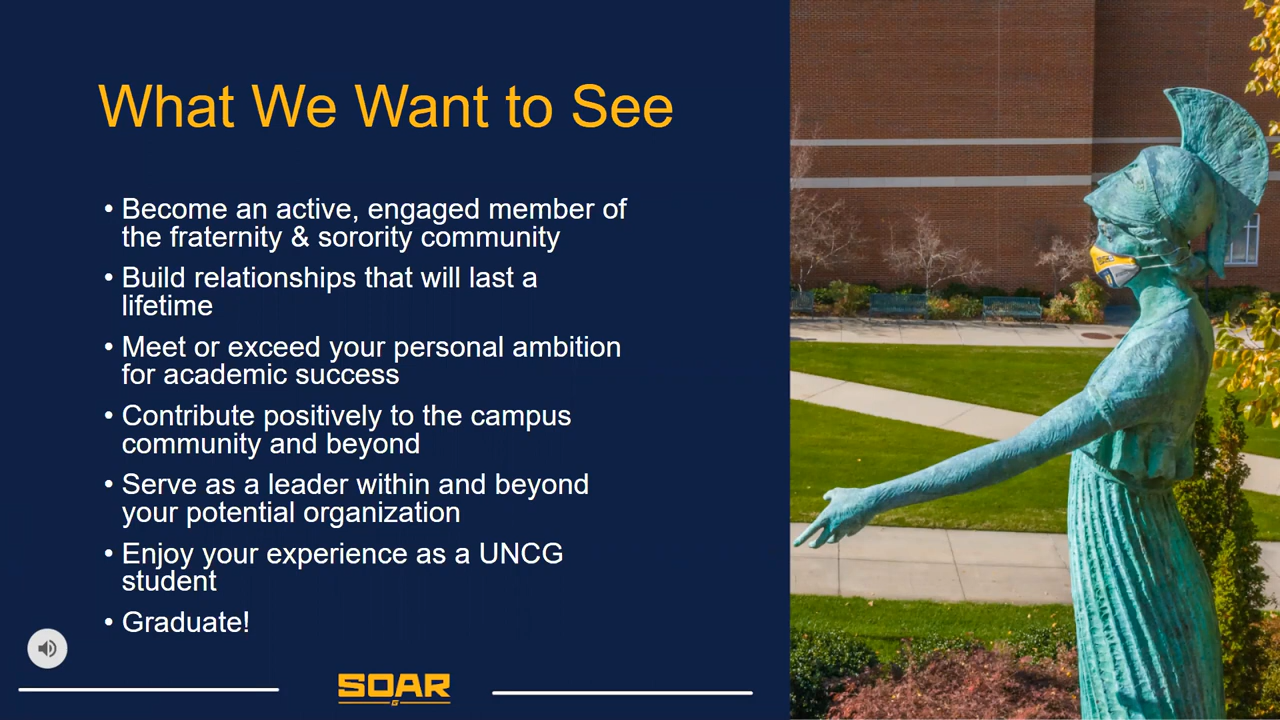 What We Want to See
• Become an active, engaged member of
the fraternity & sorority community
• Build relationships that will last a
lifetime
• Meet or exceed your personal ambition
for academic success
• Contribute positively to the campus
community and beyond
• Serve as a leader within and beyond
your potential organization
• Enjoy your experience as a UNCG
student
• Graduate!
SOAR
G